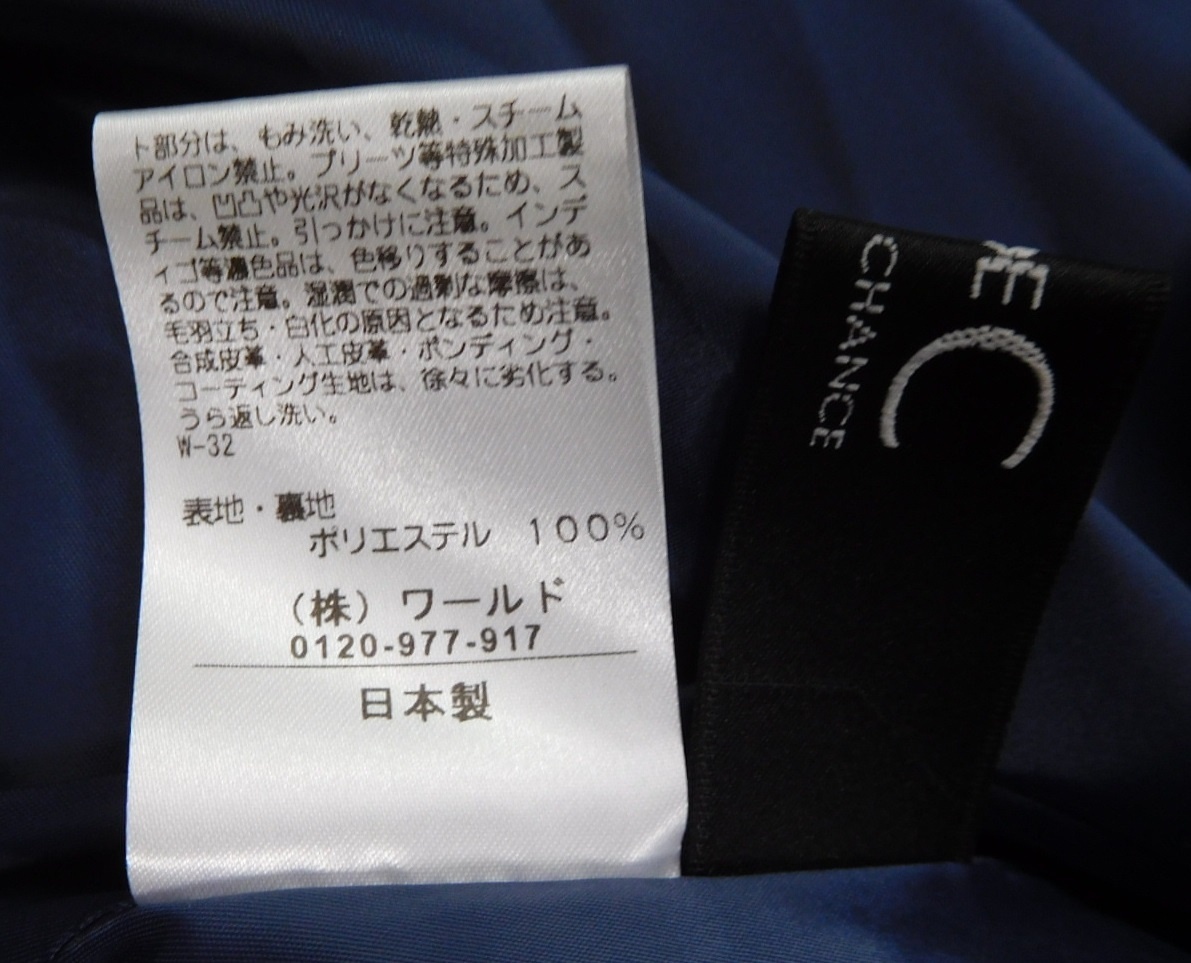 ト部分は、もみ洗い、乾熱・スチーム
アイロン禁止。プリーツ等特殊加工製
品は、凹凸や光沢がなくなるため、ス
チーム禁止。引っかけに注意。インデ
ィゴ等濃色品は、色移りすることがあ
るので注意。湿潤での過剰な摩擦は、
毛羽立ち・白化の原因となるため注意。
合成皮革・人工皮革・ボンディング・
コーティング生地は、徐々に劣化する。
うら返し洗い。
W-32
表地・裏地
ポリエステル 100%
(株) ワールド
0120-977-917
日本製
C
CHANCE